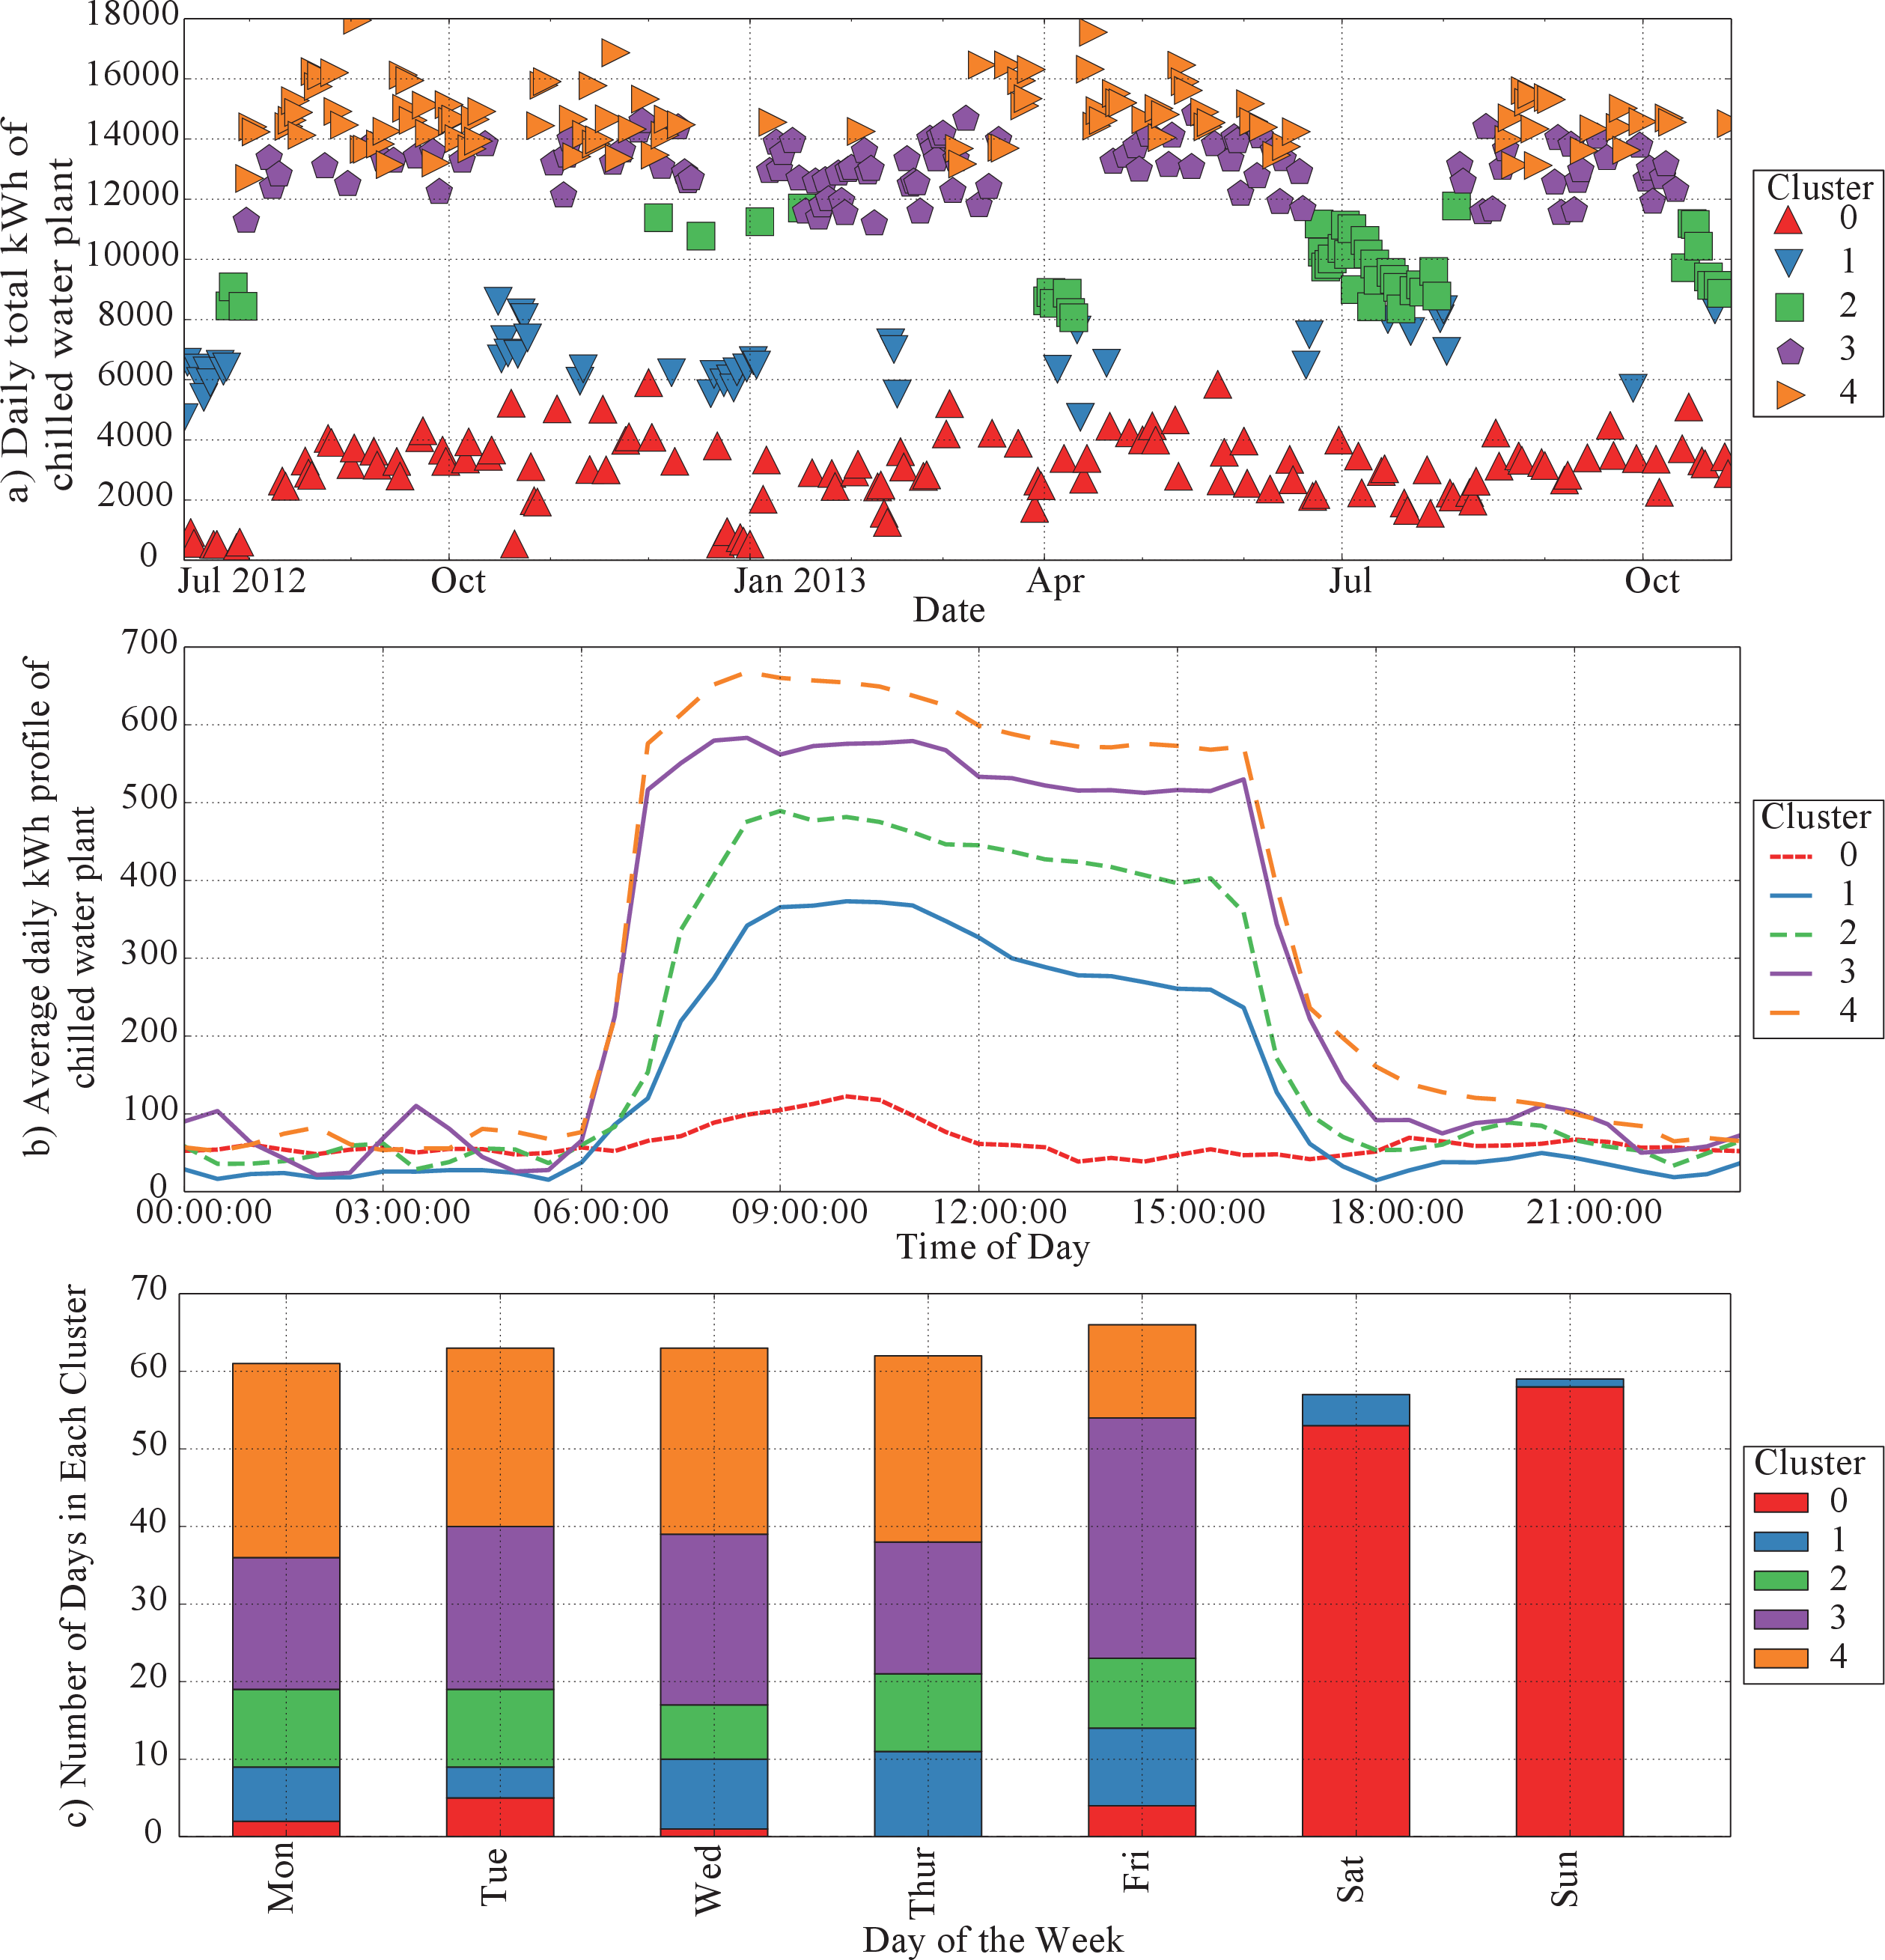 a) Daily total kWh of
chilled water plant
18000
16000
14000
12000
10000
8000
6000
4000
2000
0
Jul 2012 Oct Jan 2013 Apr Jul Oct
Date
Cluster
0
1
2
3
4
b) Average daily kWh profile of
chilled water plant
700
600
500
400
300
200
100
0
00:00:00 03:00:00 06:00:00 09:00:00 12:00:00 15:00:00 18:00:00 21:00:00
Time of Day
Cluster
0
1
2
3
4
c) Number of Days in Each Cluster
70
60
50
40
30
20
10
0
Mon Tue Wed Thur Fri Sat Sun
Day of the Week
Cluster
0
1
2
3
4